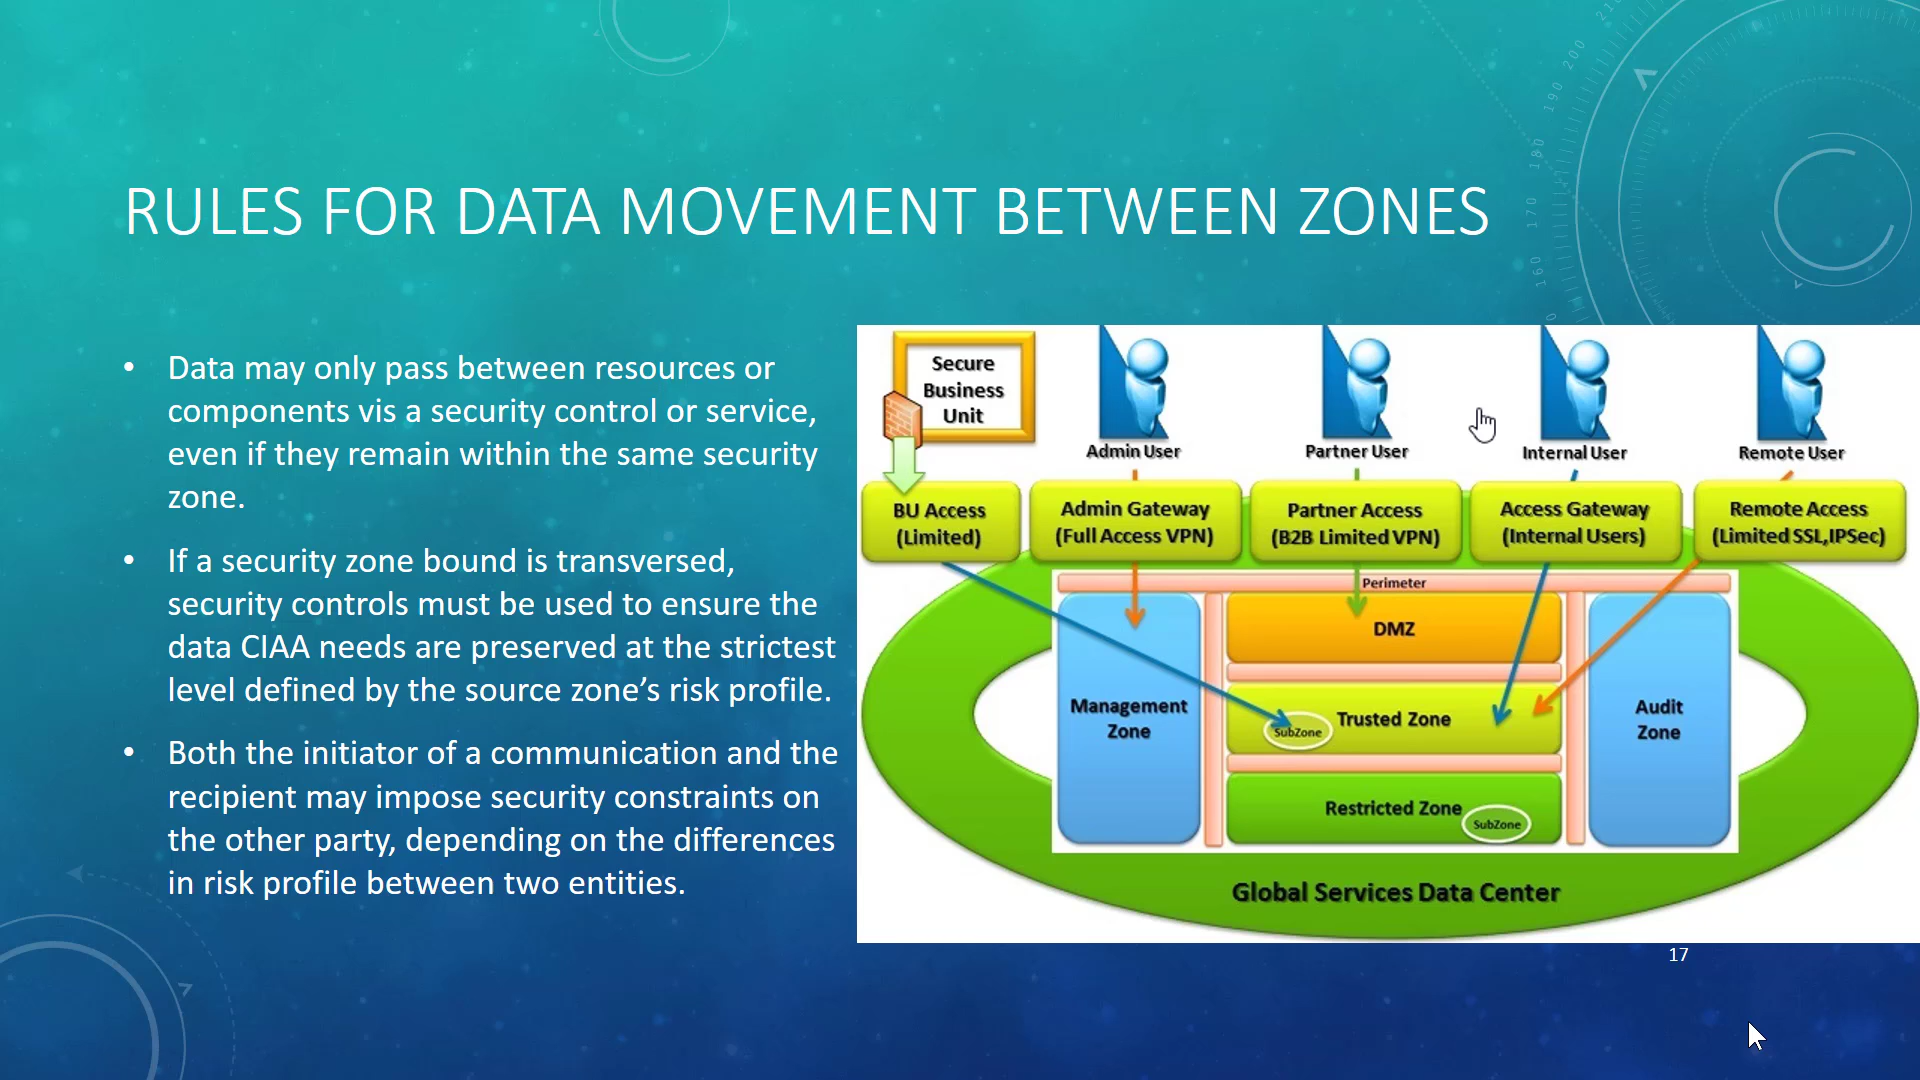 RULES FOR DATA MOVEMENT BETWEEN ZONES
• Data may only pass between resources or
components vis a security control or service,
even if they remain within the same security
zone.
• If a security zone bound is transversed,
security controls must be used to ensure the
data CIAA needs are preserved at the strictest
level defined by the source zone's risk profile.
• Both the initiator of a communication and the
recipient may impose security constraints on
the other party, depending on the differences
in risk profile between two entities.
Secure
Business
Unit
Admin User
Partner User
Internal User
Remote User
BU Access
(Limited)
Admin Gateway
(Full Access VPN)
Partner Access
(B2B Limited VPN)
Access Gateway
(Internal Users)
Remote Access
(Limited SSL,IPSec)
Perimeter
DMZ
Management
Zone
SubZone
Trusted Zone
Audit
Zone
Restricted Zone
SubZone
Global Services Data Center
17
210
200
190
180
170
160